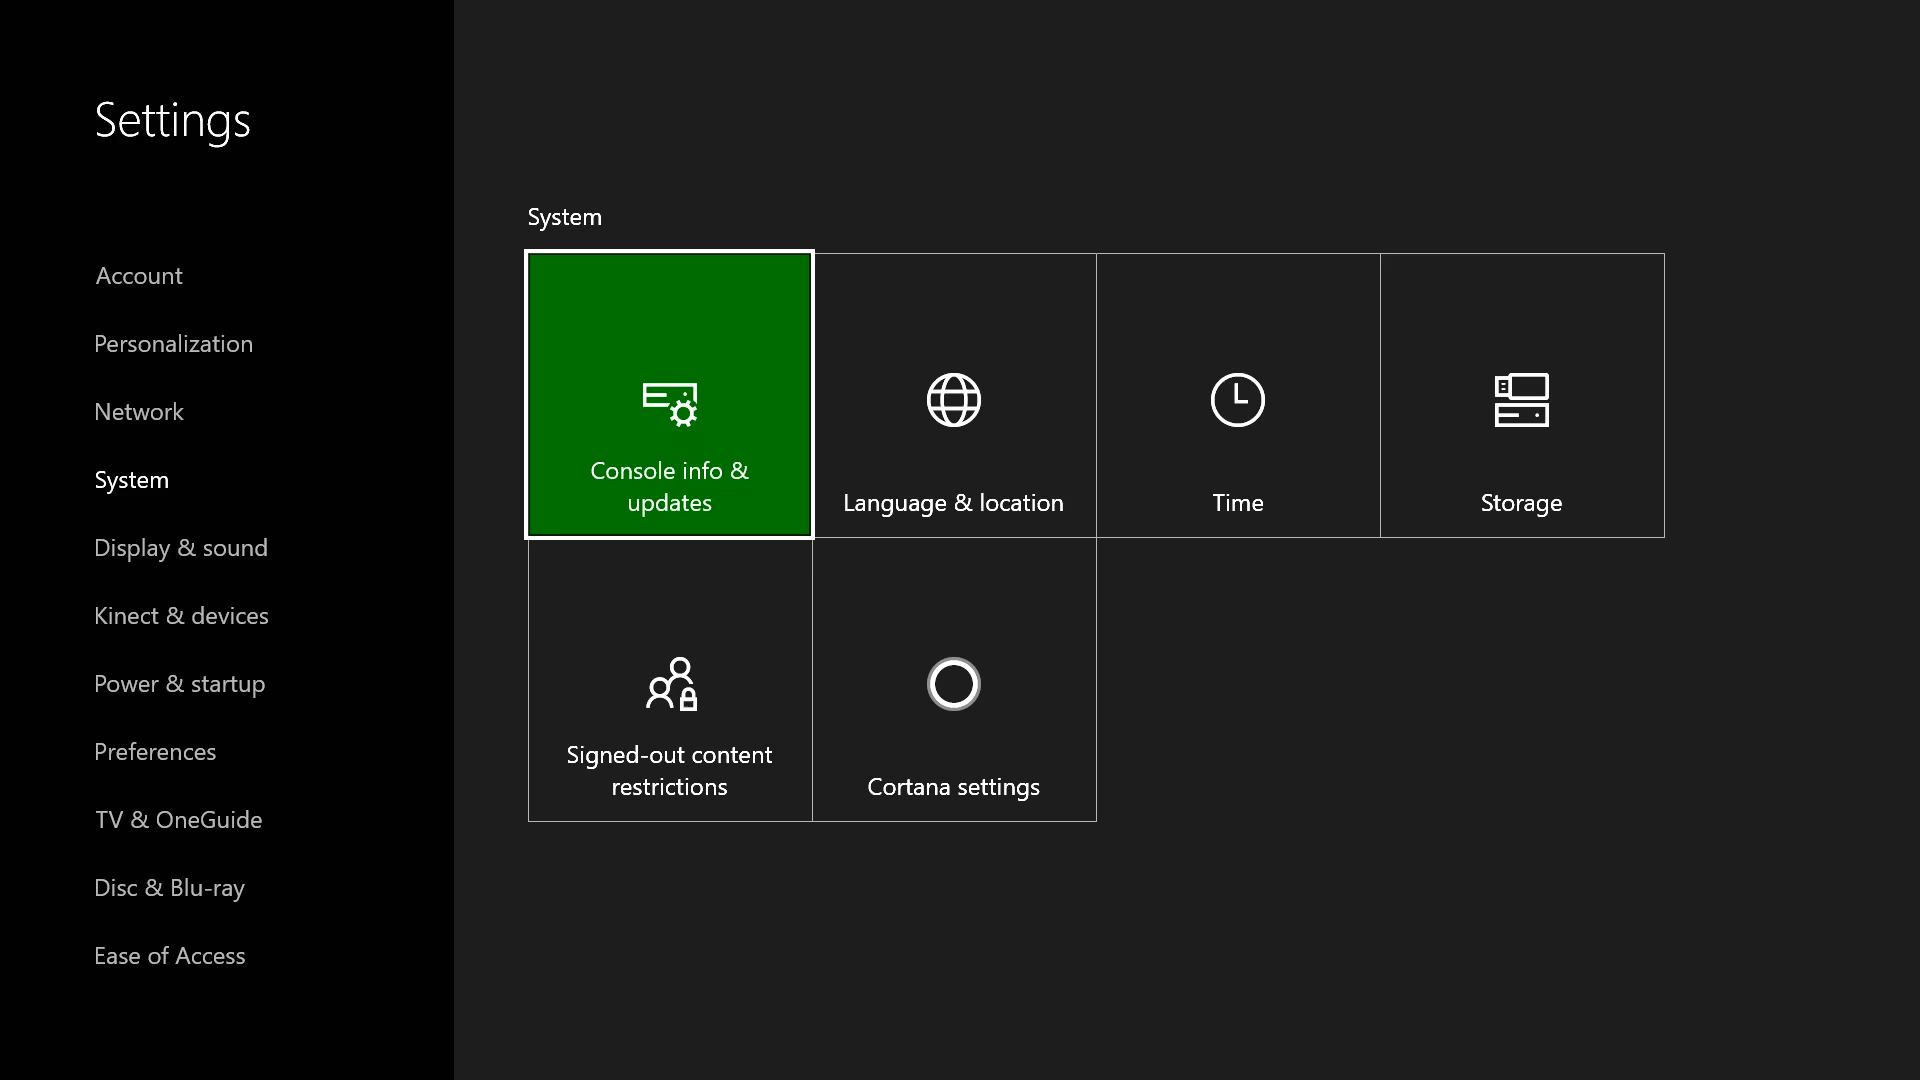 Settings
Account
Personalization
Network
System
Display & sound
Kinect & devices
Power & startup
Preferences
TV & OneGuide
Disc & Blu-ray
Ease of Access
System
Console info &
updates
Language & location
Time
Storage
Signed-out content
restrictions
Cortana settings